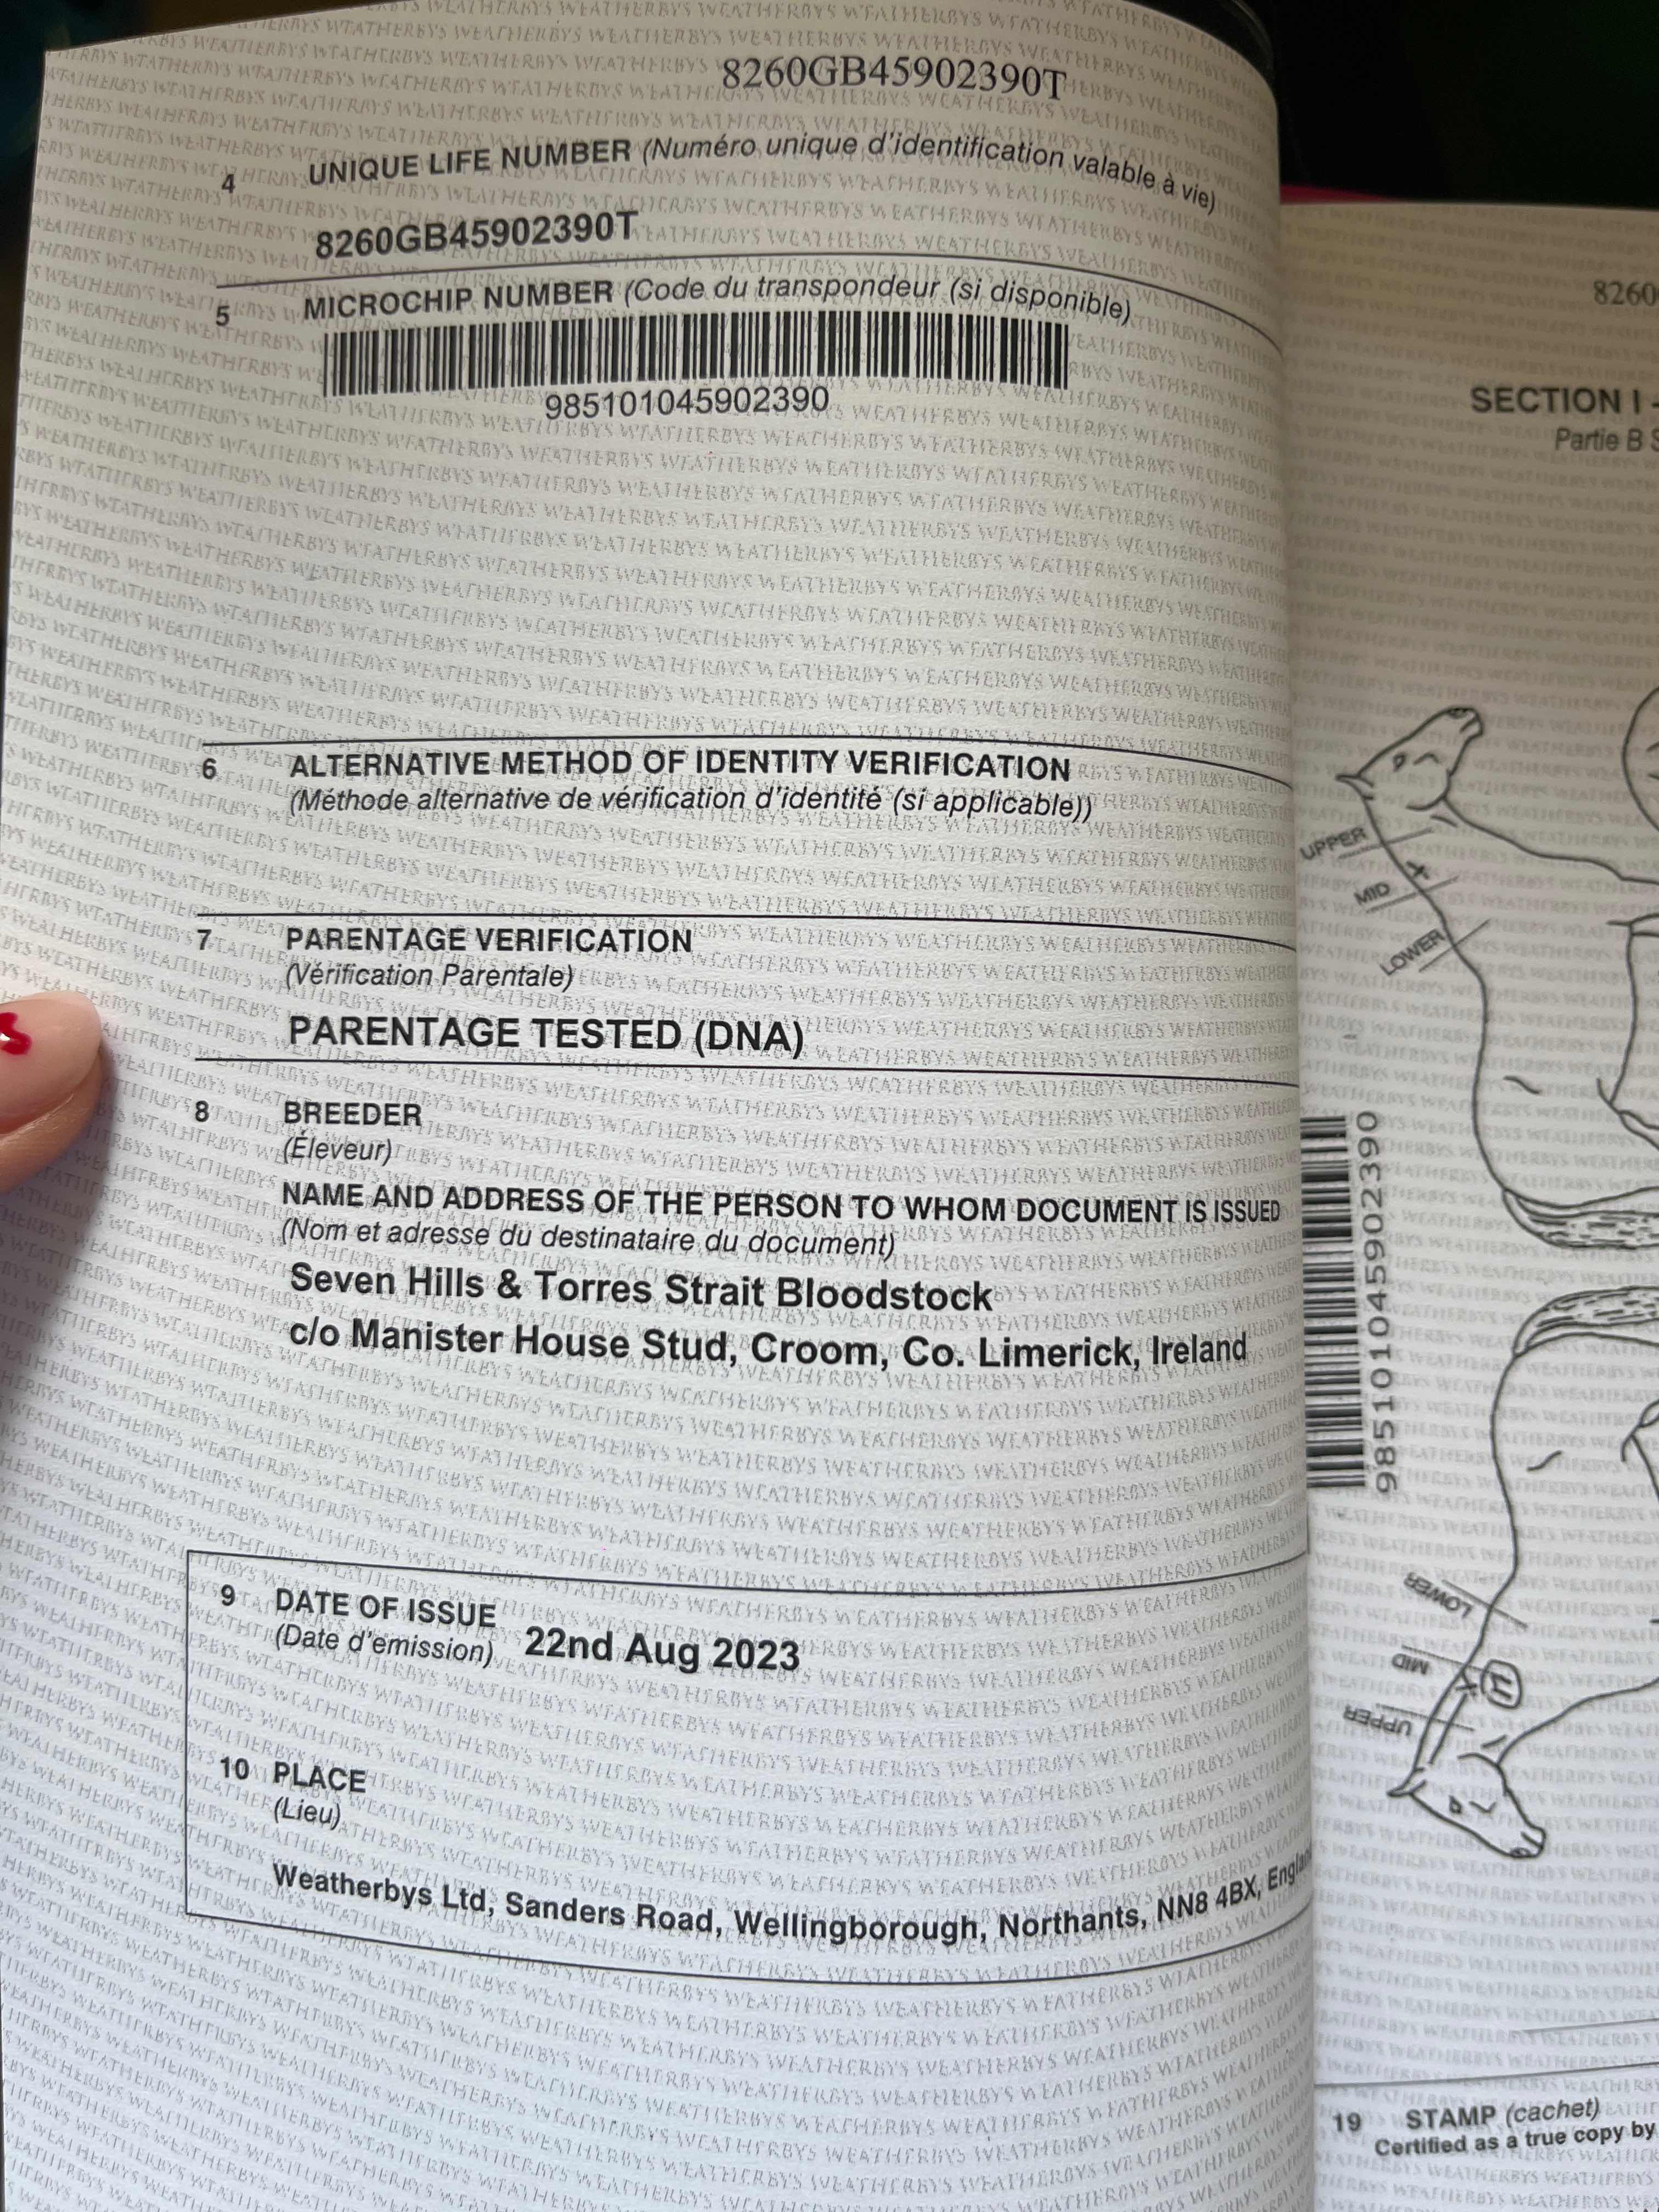 8260GB45902390T
4 UNIQUE LIFE NUMBER (Numéro unique d'identification valable à vie)
8260GB45902390T
5 MICROCHIP NUMBER (Code du transpondeur (si disponible)
985101045902390
6 ALTERNATIVE METHOD OF IDENTITY VERIFICATION
(Méthode alternative de vérification d'identité (si applicable))
7 PARENTAGE VERIFICATION
(Vérification Parentale)
PARENTAGE TESTED (DNA)
8 BREEDER
(Éleveur)
NAME AND ADDRESS OF THE PERSON TO WHOM DOCUMENT IS ISSUED
(Nom et adresse du destinataire du document)
Seven Hills & Torres Strait Bloodstock
c/o Manister House Stud, Croom, Co. Limerick, Ireland
9 DATE OF ISSUE
(Date d'emission) 22nd Aug 2023
10 PLACE
(Lieu)
Weatherbys Ltd, Sanders Road, Wellingborough, Northants, NN8 4BX,
8260
SECTION I -
Partie B S
UPPER
MID
LOWER
985101045902390
LOWER
MID
UPPER
19 STAMP (cachet)
Certified as a true copy by